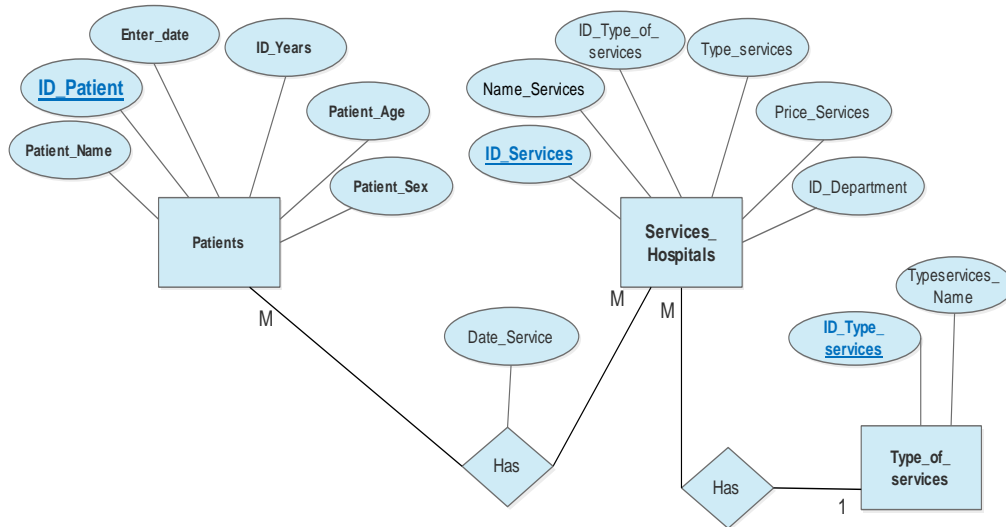 Enter_date
ID_Years
ID_Patient
Patient_Age
Patient_Name
Patient_Sex
Patients
ID_Type_of_
services
Type_services
Name_Services
Price_Services
ID_Services
ID_Department
Services_
Hospitals
Typeservices_
Name
ID_Type_
services
Type_of_
services
M
M
M
Date_Service
Has
Has
1